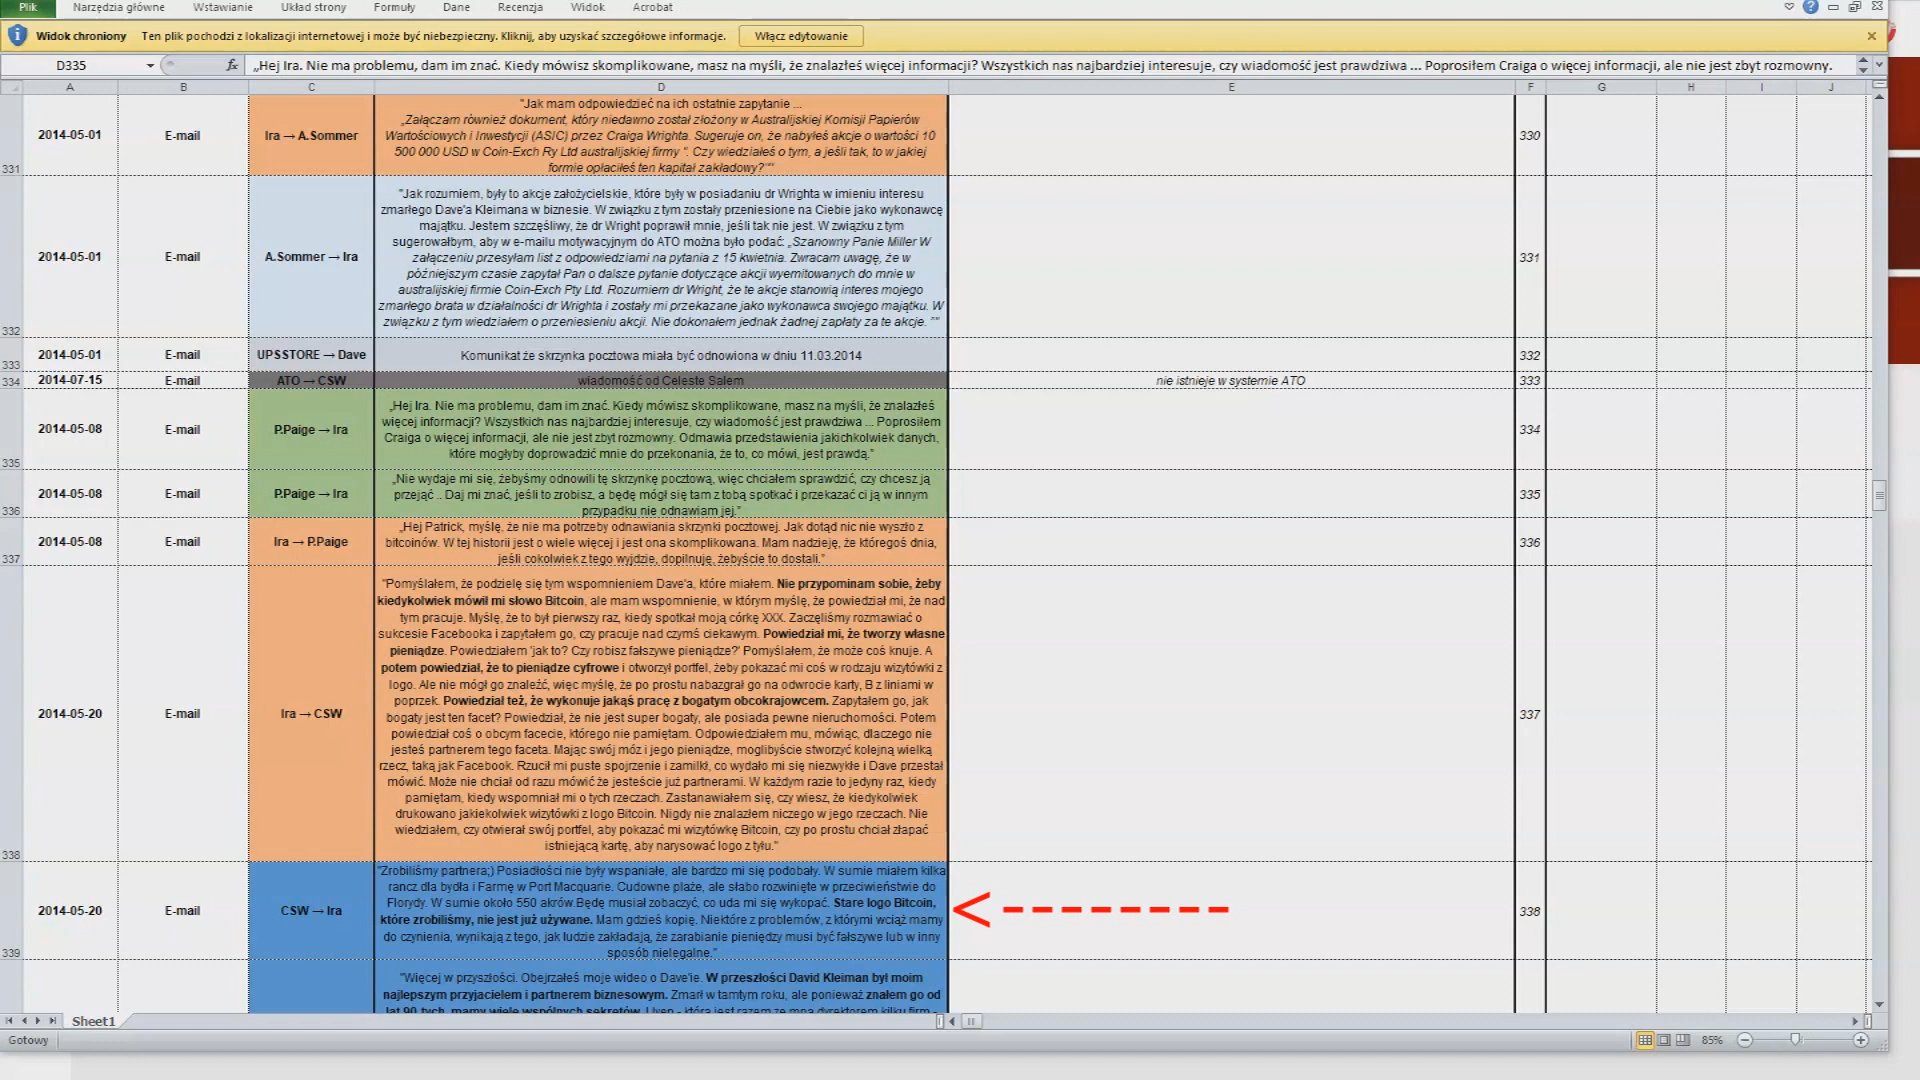 Plik Narzędzia główne Wstawianie Układ strony Formuły Dane Recenzja Widok Acrobat
Widok chroniony Ten plik pochodzi z lokalizacji internetowej i może być niebezpieczny. Kliknij, aby uzyskać szczegółowe informacje. Włącz edytowanie
D335 fx „Hej Ira. Nie ma problemu, dam im znać. Kiedy mówisz skomplikowane, masz na myśli, że znalazłeś więcej informacji? Wszystkich nas najbardziej interesuje, czy wiadomość jest prawdziwa ... Poprosiłem Craiga o więcej informacji, ale nie jest zbyt rozmowny.
A B C D E F G H I J
331 2014-05-01 E-mail Ira → A.Sommer 330
"Jak mam odpowiedzieć na ich ostatnie zapytanie ...
„Załączam również dokument, który niedawno został złożony w Australijskiej Komisji Papierów
Wartościowych i Inwestycji (ASIC) przez Craiga Wrighta. Sugeruje on, że nabyłeś akcje o wartości 10
500 000 USD w Coin-Exch Ry Ltd australijskiej firmy ". Czy wiedziałeś o tym, a jeśli tak, to w jakiej
formie opłaciłeś ten kapitał zakładowy?""
332 2014-05-01 E-mail A.Sommer → Ira 331
"Jak rozumiem, były to akcje założycielskie, które były w posiadaniu dr Wrighta w imieniu interesu
zmarłego Dave'a Kleimana w biznesie. W związku z tym zostały przeniesione na Ciebie jako wykonawcę
majątku. Jestem szczęśliwy, że dr Wright poprawił mnie, jeśli tak nie jest. W związku z tym
sugerowałbym, aby w e-mailu motywacyjnym do ATO można było podać: „Szanowny Panie Miller W
załączeniu przesyłam list z odpowiedziami na pytania z 15 kwietnia. Zwracam uwagę, że w
późniejszym czasie zapytał Pan o dalsze pytanie dotyczące akcji wyemitowanych do mnie w
australijskiej firmie Coin-Exch Pty Ltd. Rozumiem dr Wright, że te akcje stanowią interes mojego
zmarłego brata w działalności dr Wrighta i zostały mi przekazane jako wykonawca swojego majątku. W
związku z tym wiedziałem o przeniesieniu akcji. Nie dokonałem jednak żadnej zapłaty za te akcje. ""
333 2014-05-01 E-mail UPSSTORE → Dave Komunikat że skrzynka pocztowa miała być odnowiona w dniu 11.03.2014 332
334 2014-07-15 E-mail ATO → CSW wiadomość od Celeste Salem nie istnieje w systemie ATO 333
335 2014-05-08 E-mail P.Paige → Ira 334
„Hej Ira. Nie ma problemu, dam im znać. Kiedy mówisz skomplikowane, masz na myśli, że znalazłeś
więcej informacji? Wszystkich nas najbardziej interesuje, czy wiadomość jest prawdziwa ... Poprosiłem
Craiga o więcej informacji, ale nie jest zbyt rozmowny. Odmawia przedstawienia jakichkolwiek danych,
które mogłyby doprowadzić mnie do przekonania, że to, co mówi, jest prawdą."
336 2014-05-08 E-mail P.Paige → Ira 335
„Nie wydaje mi się, żebyśmy odnowili tę skrzynkę pocztową, więc chciałem sprawdzić, czy chcesz ją
przejąć .. Daj mi znać, jeśli to zrobisz, a będę mógł się tam z tobą spotkać i przekazać ci ją w innym
przypadku nie odnawiam jej."
337 2014-05-08 E-mail Ira → P.Paige 336
„Hej Patrick, myślę, że nie ma potrzeby odnawiania skrzynki pocztowej. Jak dotąd nic nie wyszło z
bitcoinów. W tej historii jest o wiele więcej i jest ona skomplikowana. Mam nadzieję, że któregoś dnia,
jeśli cokolwiek z tego wyjdzie, dopilnuję, żebyście to dostali."
338 2014-05-20 E-mail Ira → CSW 337
"Pomyślałem, że podzielę się tym wspomnieniem Dave'a, które miałem. Nie przypominam sobie, żeby
kiedykolwiek mówił mi słowo Bitcoin, ale mam wspomnienie, w którym myślę, że powiedział mi, że nad
tym pracuje. Myślę, że to był pierwszy raz, kiedy spotkał moją córkę XXX. Zaczęliśmy rozmawiać o
sukcesie Facebooka i zapytałem go, czy pracuje nad czymś ciekawym. Powiedział mi, że tworzy własne
pieniądze. Powiedziałem 'jak to? Czy robisz fałszywe pieniądze?' Pomyślałem, że może coś knuje. A
potem powiedział, że to pieniądze cyfrowe i otworzył portfel, żeby pokazać mi coś w rodzaju wizytówki z
logo. Ale nie mógł go znaleźć, więc myślę, że po prostu nabazgrał go na odwrocie karty, B z liniami w
poprzek. Powiedział też, że wykonuje jakąś pracę z bogatym obcokrajowcem. Zapytałem go, jak
bogaty jest ten facet? Powiedział, że nie jest super bogaty, ale posiada pewne nieruchomości. Potem
powiedział coś o obcym facecie, którego nie pamiętam. Odpowiedziałem mu, mówiąc, dlaczego nie
jesteś partnerem tego faceta. Mając swój móz i jego pieniądze, moglibyście stworzyć kolejną wielką
rzecz, taką jak Facebook. Rzucił mi puste spojrzenie i zamilkł, co wydało mi się niezwykłe i Dave przestał
mówić. Może nie chciał od razu mówić że jesteście już partnerami. W każdym razie to jedyny raz, kiedy
pamiętam, kiedy wspomniał mi o tych rzeczach. Zastanawiałem się, czy wiesz, że kiedykolwiek
drukowano jakiekolwiek wizytówki z logo Bitcoin. Nigdy nie znalazłem niczego w jego rzeczach. Nie
wiedziałem, czy otwierał swój portfel, aby pokazać mi wizytówkę Bitcoin, czy po prostu chciał złapać
istniejącą kartę, aby narysować logo z tyłu."
339 2014-05-20 E-mail CSW → Ira 338
"Zrobiliśmy partnera;) Posiadłości nie były wspaniałe, ale bardzo mi się podobały. W sumie miałem kilka
rancz dla bydła i Farmę w Port Macquarie. Cudowne plaże, ale słabo rozwinięte w przeciwieństwie do
Florydy. W sumie około 550 akrów.Będę musiał zobaczyć, co uda mi się wykopać. Stare logo Bitcoin,
które zrobiliśmy, nie jest już używane. Mam gdzieś kopię. Niektóre z problemów, z którymi wciąż mamy
do czynienia, wynikają z tego, jak ludzie zakładają, że zarabianie pieniędzy musi być fałszywe lub w inny
sposób nielegalne."
"Więcej w przyszłości. Obejrzałeś moje wideo o Dave'ie. W przeszłości David Kleiman był moim
najlepszym przyjacielem i partnerem biznesowym. Zmarł w tamtym roku, ale ponieważ znałem go od
lat 90-tych, mamy wiele wspólnych sekretów.
Sheet1
Gotowy 85%